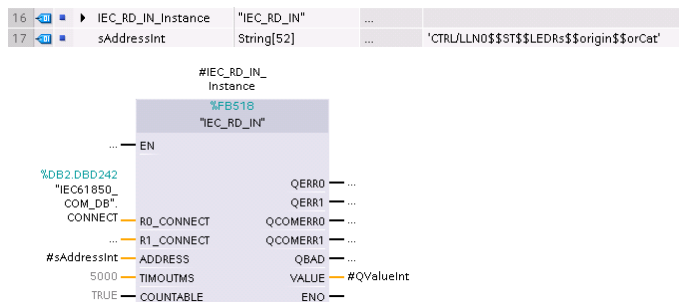 16 IEC_RD_IN_Instance "IEC_RD_IN" ...
17 sAddressInt String[52] ... 'CTRL/LLN0$$ST$$LEDRs$$origin$$orCat'
#IEC_RD_IN_
Instance
%FB518
"IEC_RD_IN"
... EN
%DB2.DBD242
"IEC61850_
COM_DB".
CONNECT R0_CONNECT
... R1_CONNECT
#sAddressInt ADDRESS
5000 TIMOUTMS
TRUE COUNTABLE
QERR0 ...
QERR1 ...
QCOMERR0 ...
QCOMERR1 ...
QBAD ...
VALUE #QValueInt
ENO